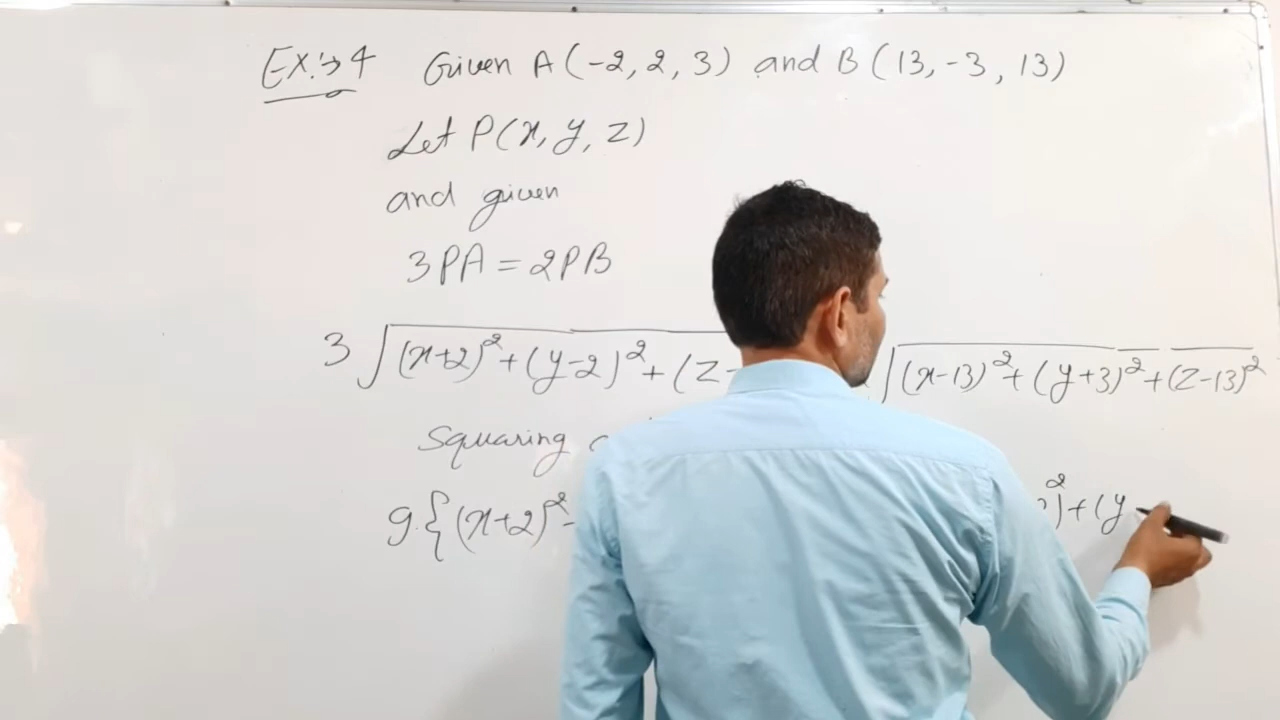 Ex:→ 4 Given A(-2, 2, 3) and B(13, -3, 13)
Let P(x, y, z)
and given
3PA = 2PB
3 √(x+2)²+(y-2)²+(z- √(x-13)²+(y+3)²+(z-13)²
Squaring
9.{(x+2)²- )²+(y